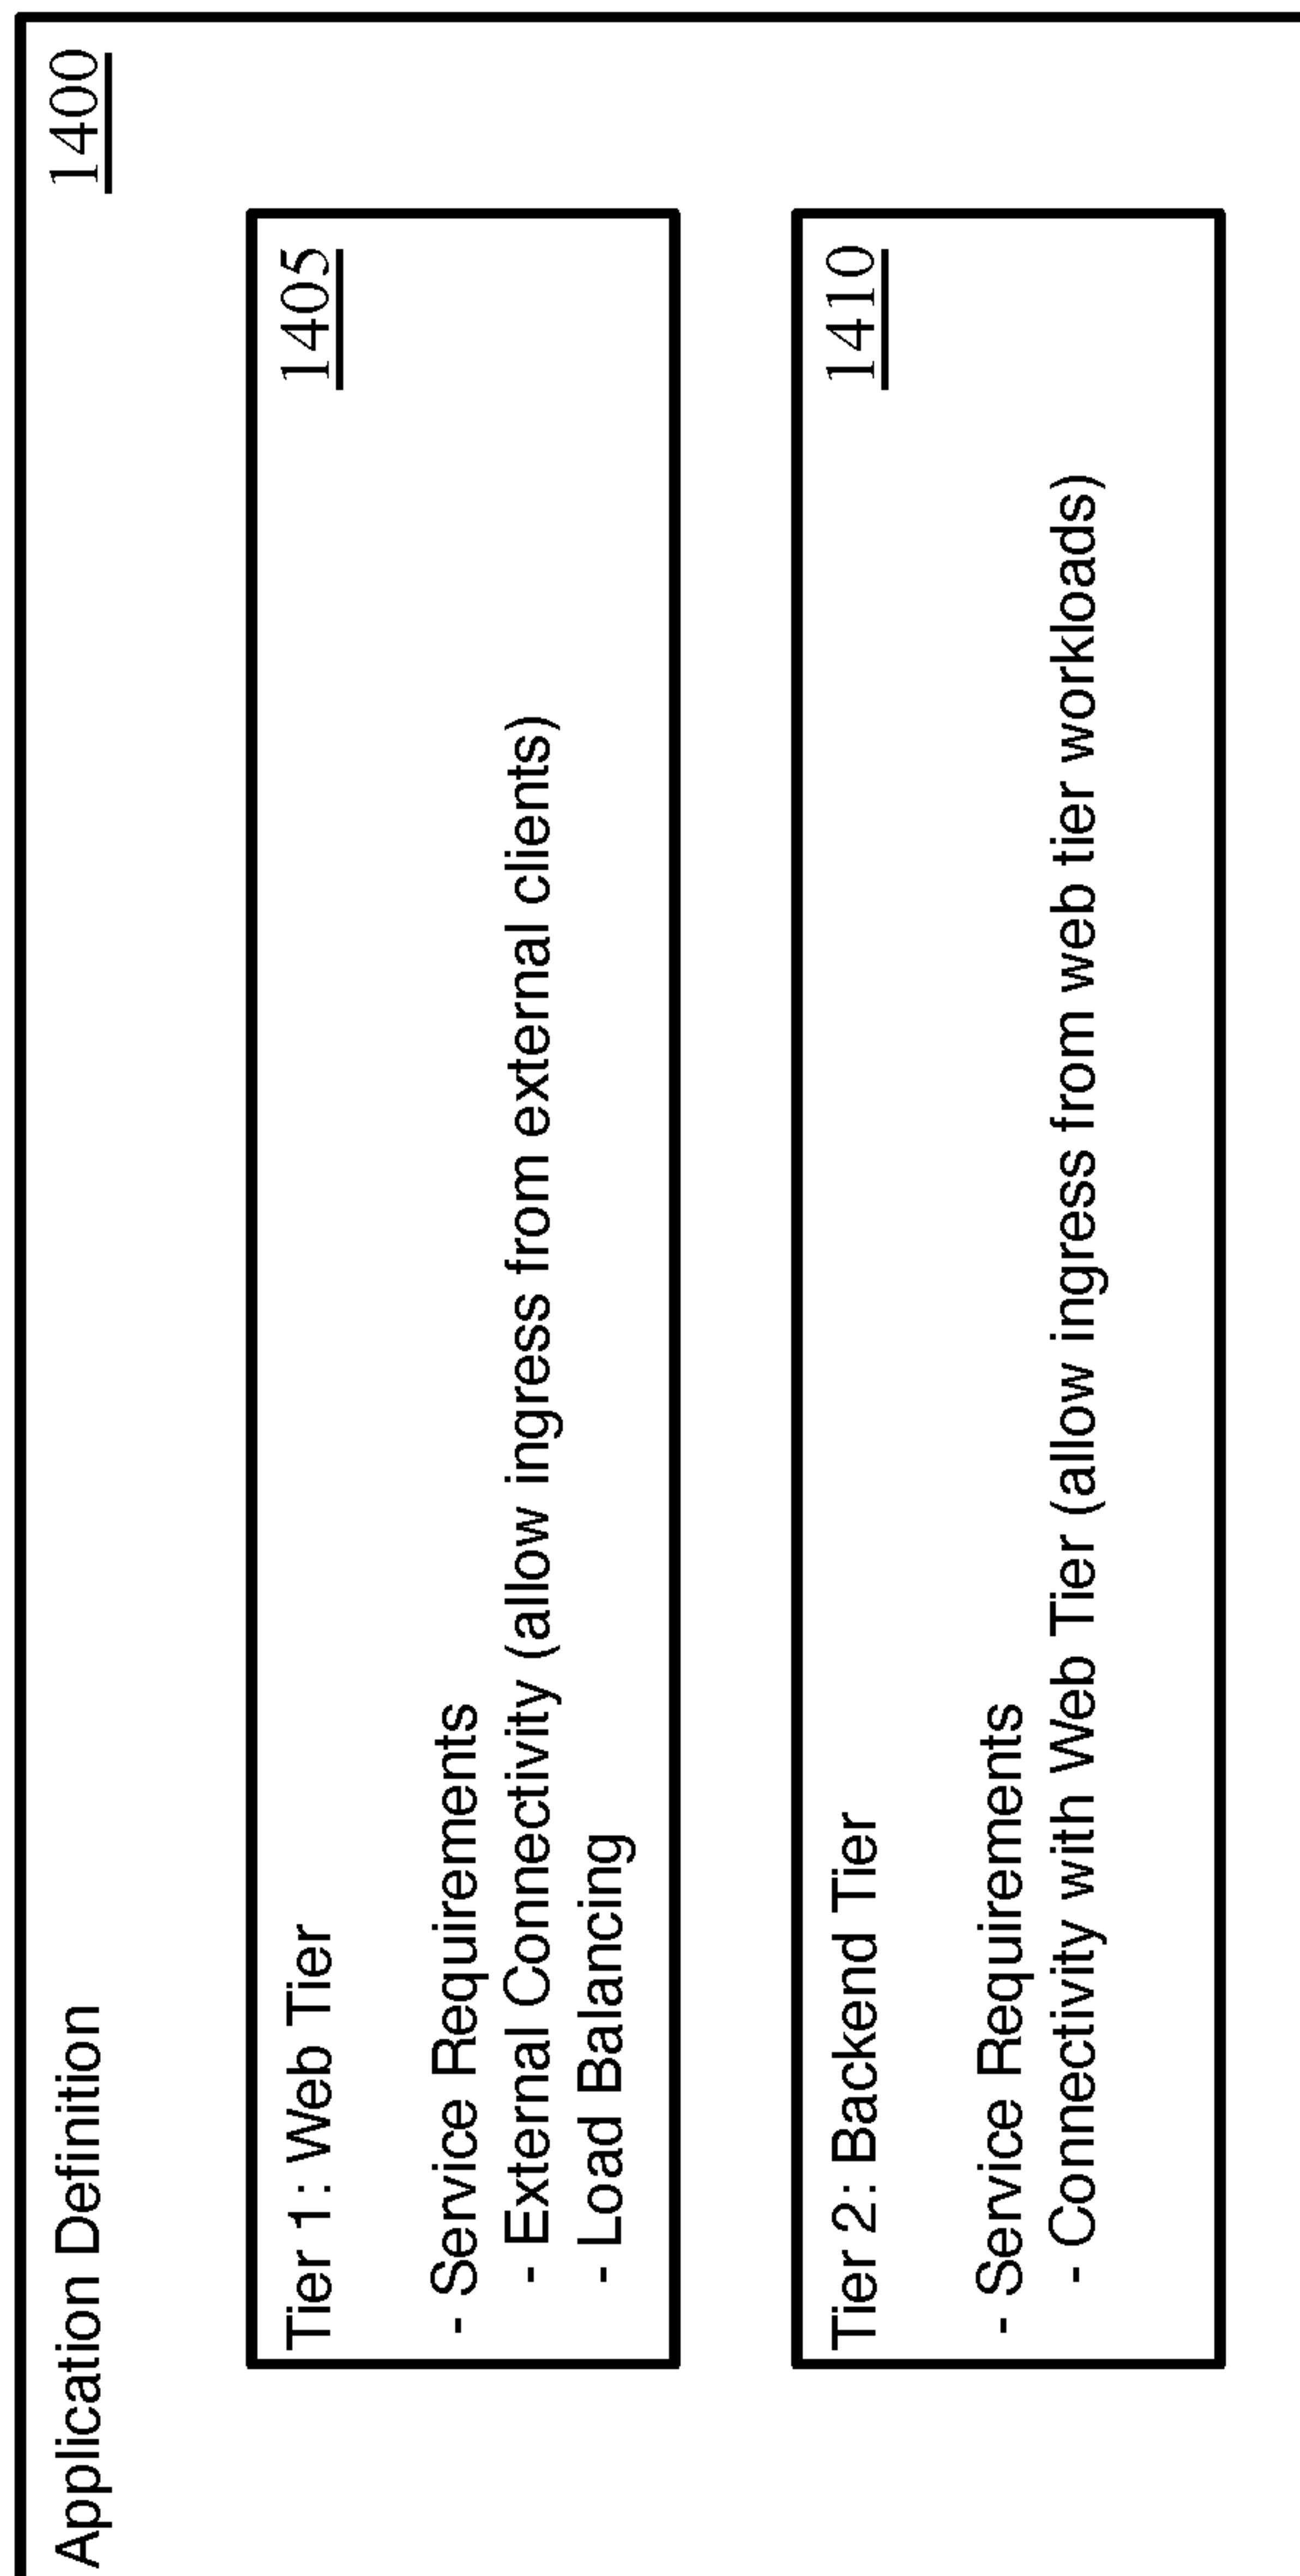 Application Definition 1400
Tier 1: Web Tier 1405
- Service Requirements
- External Connectivity (allow ingress from external clients)
- Load Balancing
Tier 2: Backend Tier 1410
- Service Requirements
- Connectivity with Web Tier (allow ingress from web tier workloads)